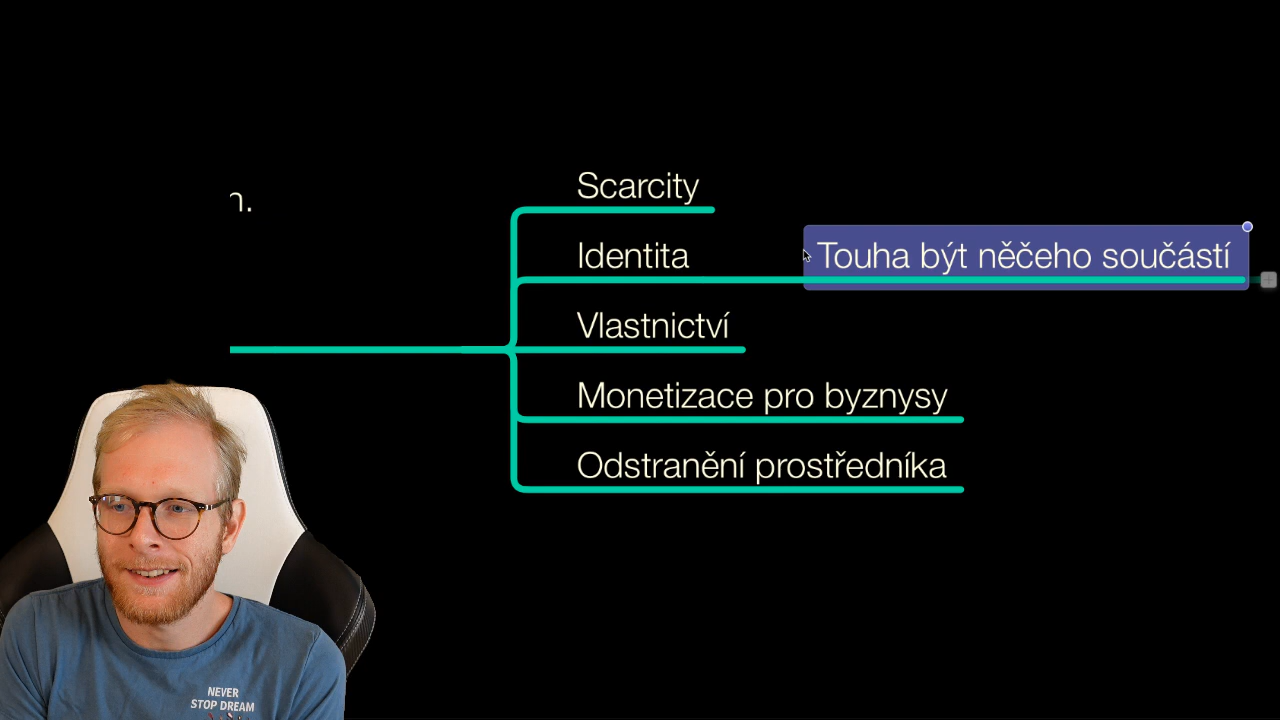 n.
Scarcity
Identita
Touha být něčeho součástí
Vlastnictví
Monetizace pro byznysy
Odstranění prostředníka
NEVER
STOP DREAM